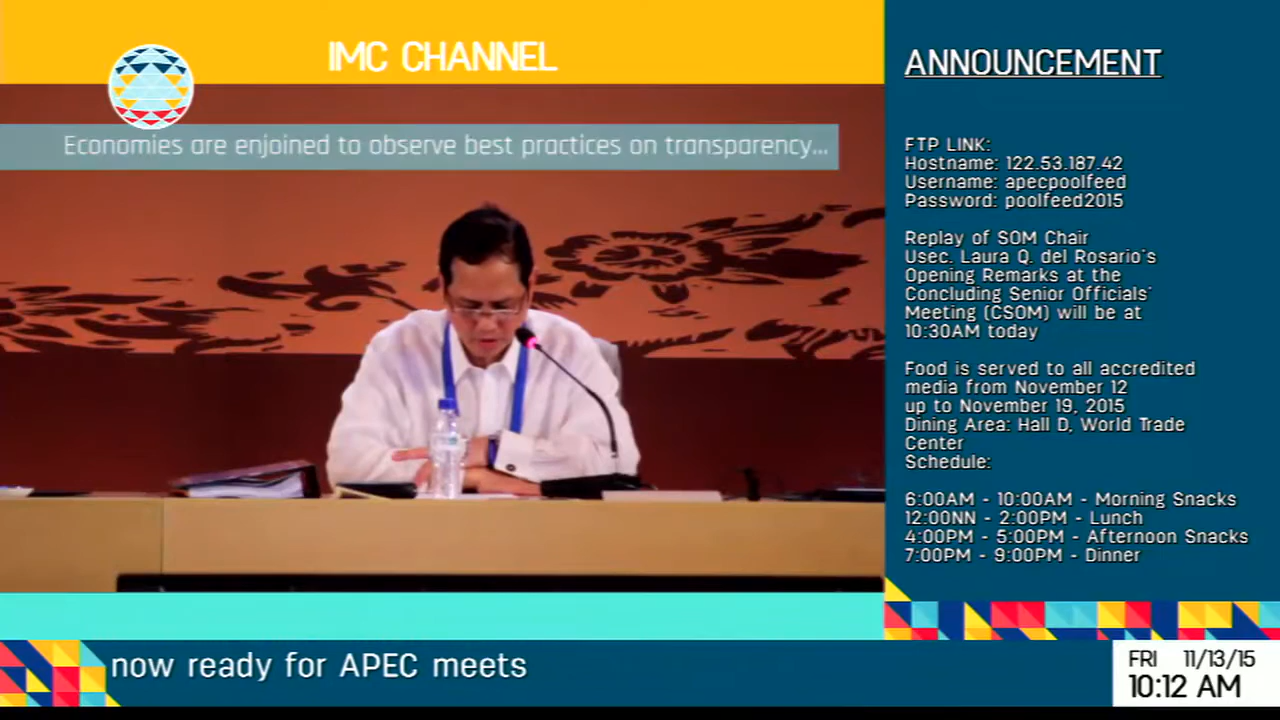 IMC CHANNEL
Economies are enjoined to observe best practices on transparency...
ANNOUNCEMENT
FTP LINK:
Hostname: 122.53.187.42
Username: apecpoolfeed
Password: poolfeed2015
Replay of SOM Chair
Usec. Laura Q. del Rosario's
Opening Remarks at the
Concluding Senior Officials'
Meeting (CSOM) will be at
10:30AM today
Food is served to all accredited
media from November 12
up to November 19, 2015
Dining Area: Hall D, World Trade
Center
Schedule:
6:00AM - 10:00AM - Morning Snacks
12:00NN - 2:00PM - Lunch
4:00PM - 5:00PM - Afternoon Snacks
7:00PM - 9:00PM - Dinner
now ready for APEC meets
FRI 11/13/15
10:12 AM